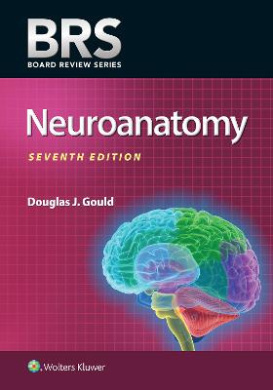 BRS
BOARD REVIEW SERIES
Neuroanatomy
SEVENTH EDITION
Douglas J. Gould
Wolters Kluwer